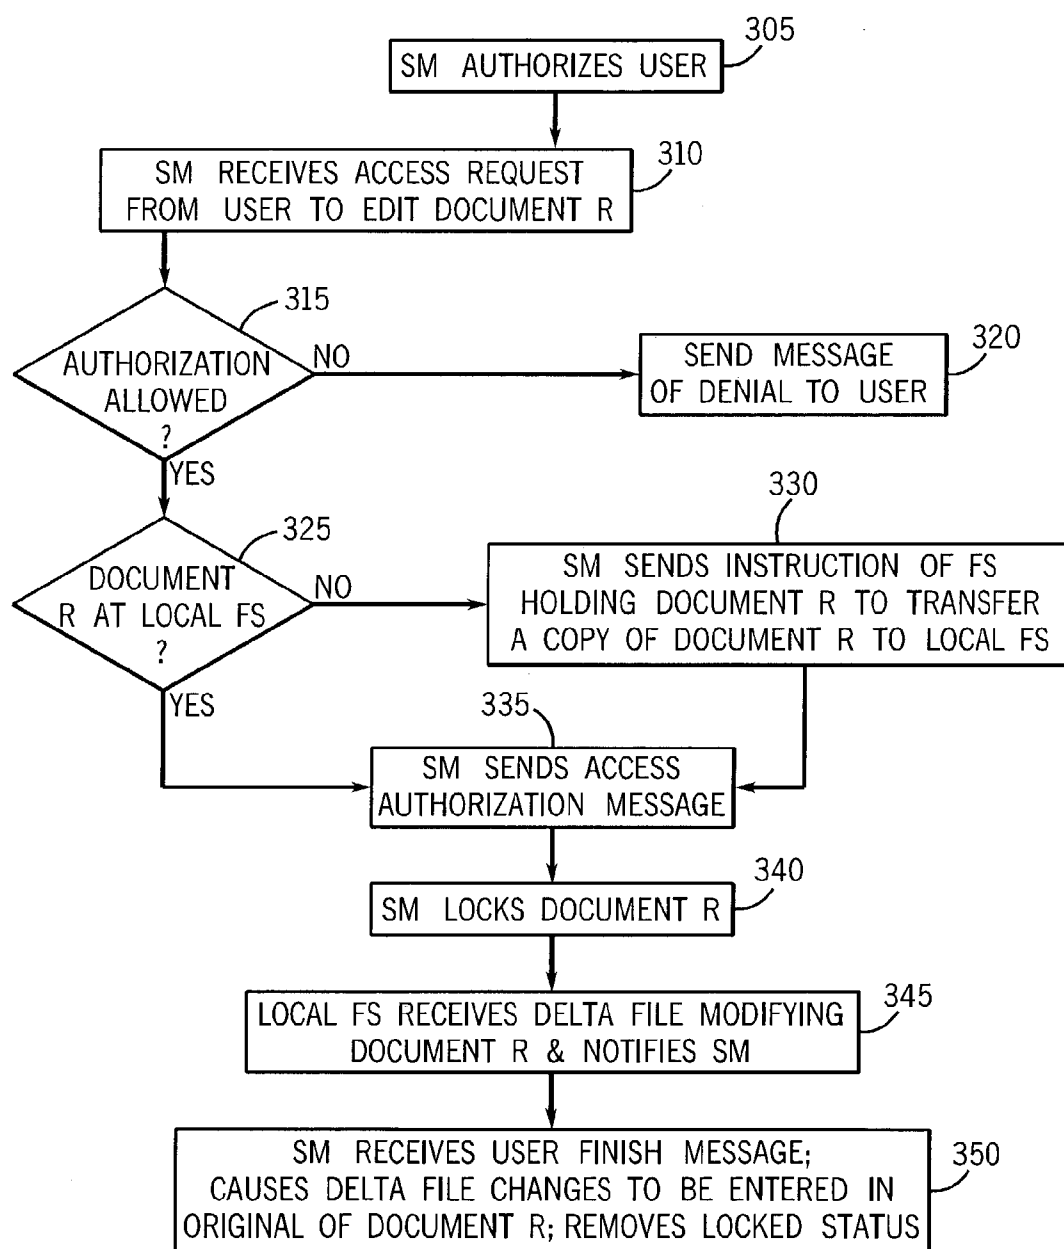 305
SM AUTHORIZES USER
310
SM RECEIVES ACCESS REQUEST
FROM USER TO EDIT DOCUMENT R
315
AUTHORIZATION
ALLOWED
?
NO
YES
320
SEND MESSAGE
OF DENIAL TO USER
325
DOCUMENT
R AT LOCAL FS
?
NO
YES
330
SM SENDS INSTRUCTION OF FS
HOLDING DOCUMENT R TO TRANSFER
A COPY OF DOCUMENT R TO LOCAL FS
335
SM SENDS ACCESS
AUTHORIZATION MESSAGE
340
SM LOCKS DOCUMENT R
345
LOCAL FS RECEIVES DELTA FILE MODIFYING
DOCUMENT R & NOTIFIES SM
350
SM RECEIVES USER FINISH MESSAGE;
CAUSES DELTA FILE CHANGES TO BE ENTERED IN
ORIGINAL OF DOCUMENT R; REMOVES LOCKED STATUS